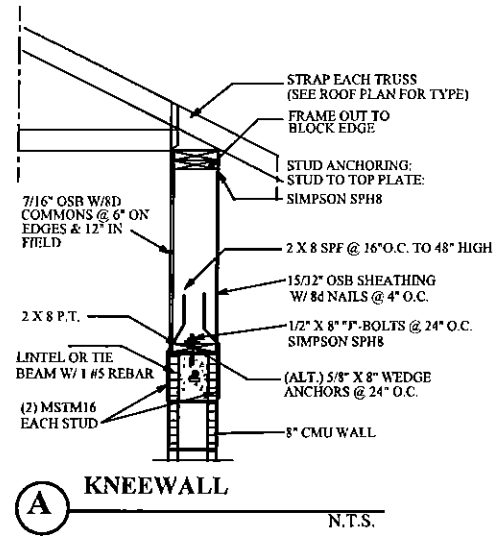 STRAP EACH TRUSS
(SEE ROOF PLAN FOR TYPE)
FRAME OUT TO
BLOCK EDGE
STUD ANCHORING;
STUD TO TOP PLATE:
SIMPSON SPH8
7/16" OSB W/8D
COMMONS @ 6" ON
EDGES & 12" IN
FIELD
2 X 8 SPF @ 16"O.C. TO 48" HIGH
15/32" OSB SHEATHING
W/ 8d NAILS @ 4" O.C.
2 X 8 P.T.
1/2" X 8" "J"-BOLTS @ 24" O.C.
SIMPSON SPH8
LINTEL OR TIE
BEAM W/ 1 #5 REBAR
(ALT.) 5/8" X 8" WEDGE
ANCHORS @ 24" O.C.
(2) MSTM16
EACH STUD
8" CMU WALL
A
KNEEWALL
N.T.S.